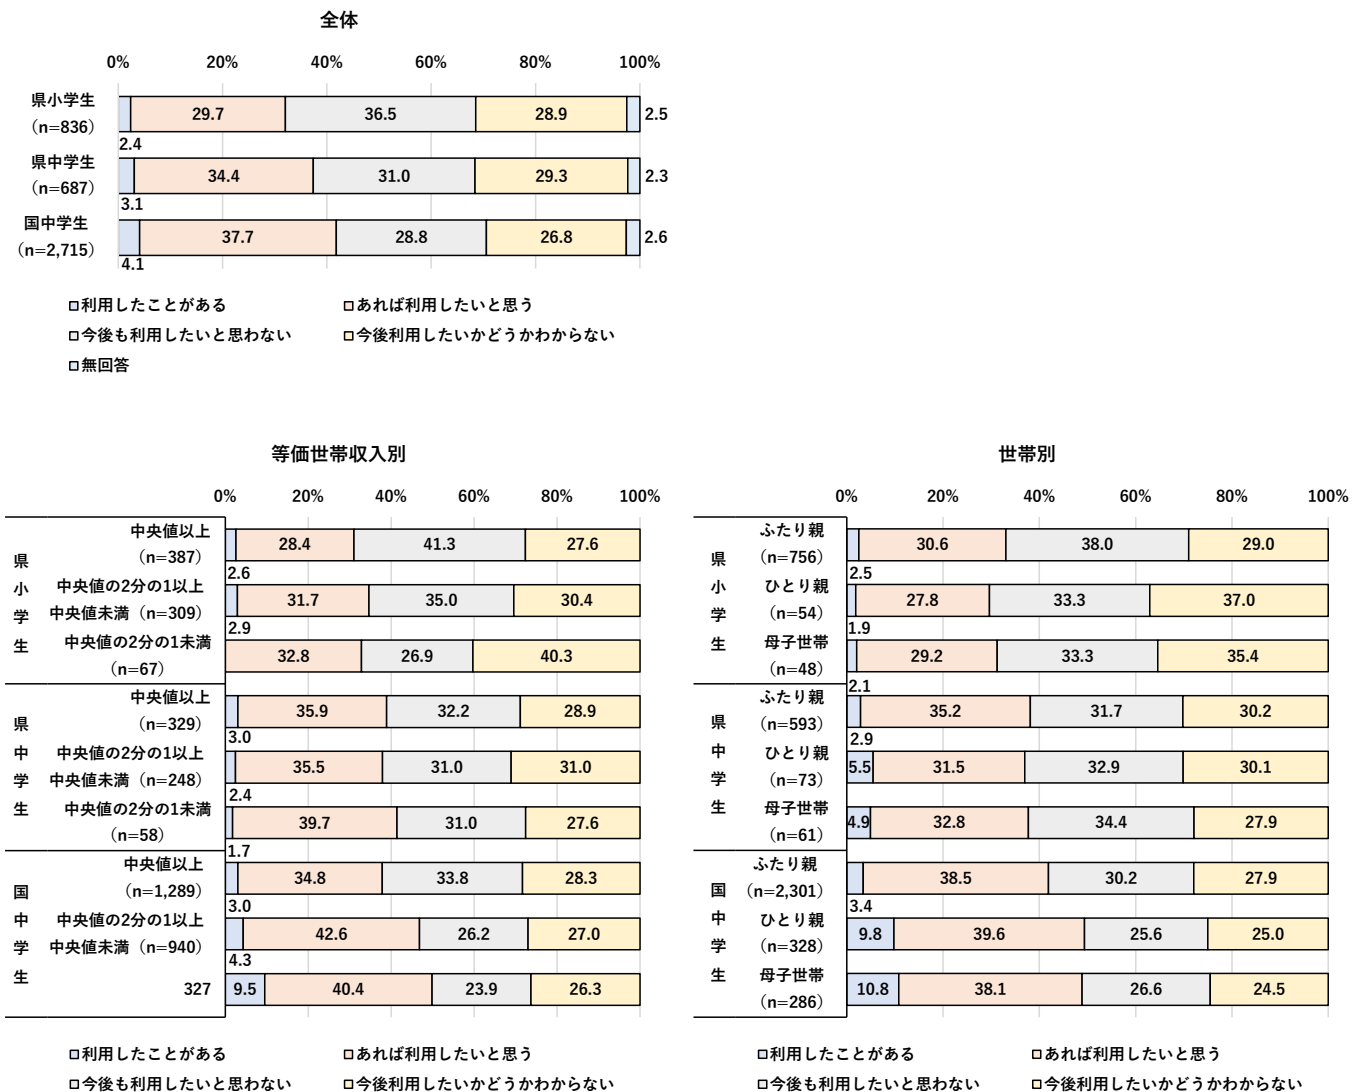 全体
0% 20% 40% 60% 80% 100%
県小学生
（n=836）
29.7 36.5 28.9 2.5
2.4
県中学生
（n=687）
34.4 31.0 29.3 2.3
3.1
国中学生
（n=2,715）
37.7 28.8 26.8 2.6
4.1
利用したことがある あれば利用したいと思う
今後も利用したいと思わない 今後利用したいかどうかわからない
無回答
等価世帯収入別
0% 20% 40% 60% 80% 100%
県小学生
中央値以上
（n=387）
28.4 41.3 27.6
2.6
中央値の2分の1以上
中央値未満（n=309）
31.7 35.0 30.4
2.9
中央値の2分の1未満
（n=67）
32.8 26.9 40.3
県中学生
中央値以上
（n=329）
35.9 32.2 28.9
3.0
中央値の2分の1以上
中央値未満（n=248）
35.5 31.0 31.0
2.4
中央値の2分の1未満
（n=58）
39.7 31.0 27.6
1.7
国中学生
中央値以上
（n=1,289）
34.8 33.8 28.3
3.0
中央値の2分の1以上
中央値未満（n=940）
42.6 26.2 27.0
4.3
327
9.5 40.4 23.9 26.3
利用したことがある あれば利用したいと思う
今後も利用したいと思わない 今後利用したいかどうかわからない
世帯別
0% 20% 40% 60% 80% 100%
県小学生
ふたり親
（n=756）
30.6 38.0 29.0
2.5
ひとり親
（n=54）
27.8 33.3 37.0
1.9
母子世帯
（n=48）
29.2 33.3 35.4
2.1
県中学生
ふたり親
（n=593）
35.2 31.7 30.2
2.9
ひとり親
（n=73）
5.5 31.5 32.9 30.1
母子世帯
（n=61）
4.9 32.8 34.4 27.9
国中学生
ふたり親
（n=2,301）
38.5 30.2 27.9
3.4
ひとり親
（n=328）
9.8 39.6 25.6 25.0
母子世帯
（n=286）
10.8 38.1 26.6 24.5
利用したことがある あれば利用したいと思う
今後も利用したいと思わない 今後利用したいかどうかわからない